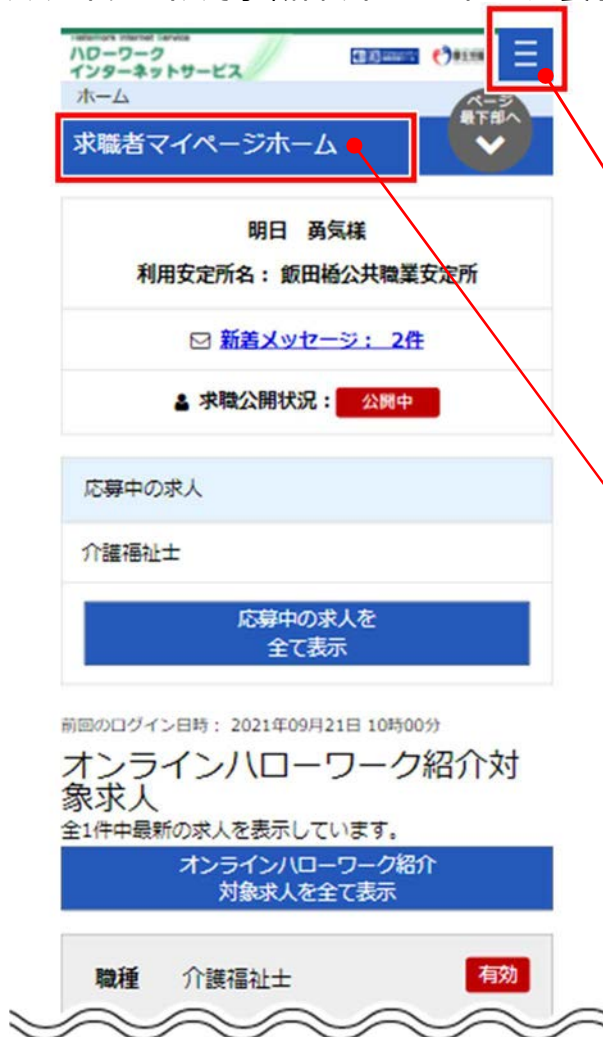 ハローワーク
インターネットサービス
ホーム
ページ
最下部へ
求職者マイページホーム
明日 勇気様
利用安定所名： 飯田橋公共職業安定所
新着メッセージ： 2件
求職公開状況： 公開中
応募中の求人
介護福祉士
応募中の求人を
全て表示
前回のログイン日時： 2021年09月21日 10時00分
オンラインハローワーク紹介対
象求人
全1件中最新の求人を表示しています。
オンラインハローワーク紹介
対象求人を全て表示
職種 介護福祉士 有効